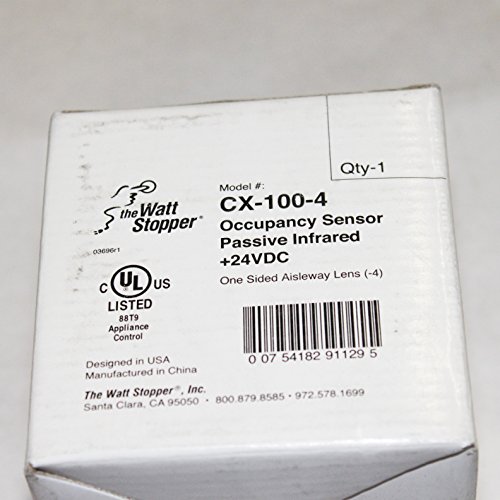 Qty-1
the Watt
Stopper®
03696r1
Model #:
CX-100-4
Occupancy Sensor
Passive Infrared
+24VDC
One Sided Aisleway Lens (-4)
C UL US
LISTED
88T9
Appliance
Control
0 07 54182 91129 5
Designed in USA
Manufactured in China
The Watt Stopper®, Inc.
Santa Clara, CA 95050 · 800.879.8585 · 972.578.1699